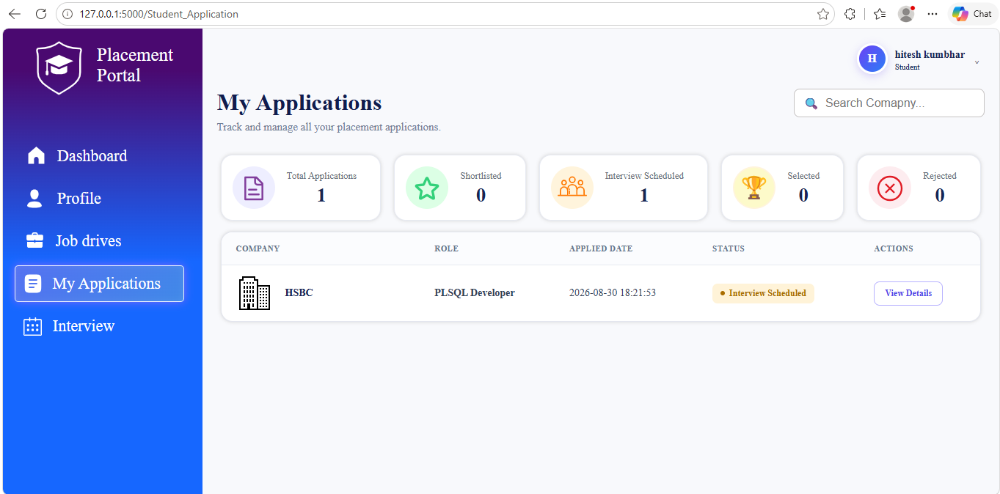 127.0.0.1:5000/Student_Application
Chat
Placement
Portal
Dashboard
Profile
Job drives
My Applications
Interview
H
hitesh kumbhar
Student
My Applications
Track and manage all your placement applications.
Search Comapny...
Total Applications
1
Shortlisted
0
Interview Scheduled
1
Selected
0
Rejected
0
COMPANY ROLE APPLIED DATE STATUS ACTIONS
HSBC PLSQL Developer 2026-08-30 18:21:53 Interview Scheduled View Details